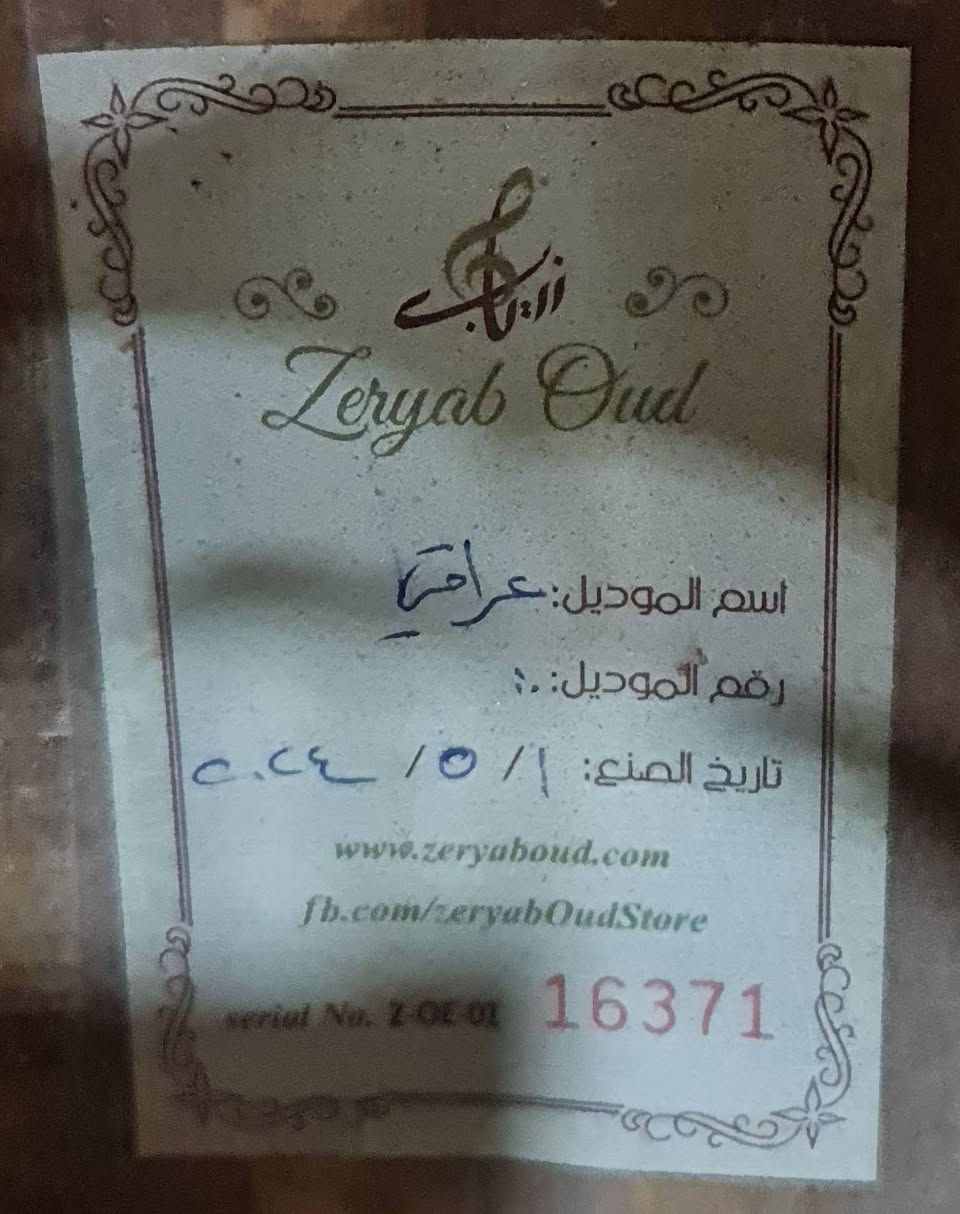 زرياب
Zeryab Oud
اسم الموديل: عراقي
رقم الموديل:
تاريخ الصنع: ١ / ٥ / ٢٠٢٤
www.zeryaboud.com
fb.com/zeryabOudStore
serial No. Z-OE-01 16371